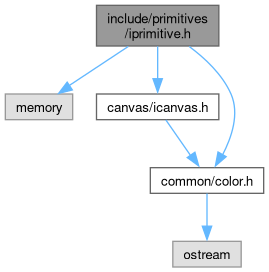 include/primitives
/iprimitive.h
memory
canvas/icanvas.h
common/color.h
ostream